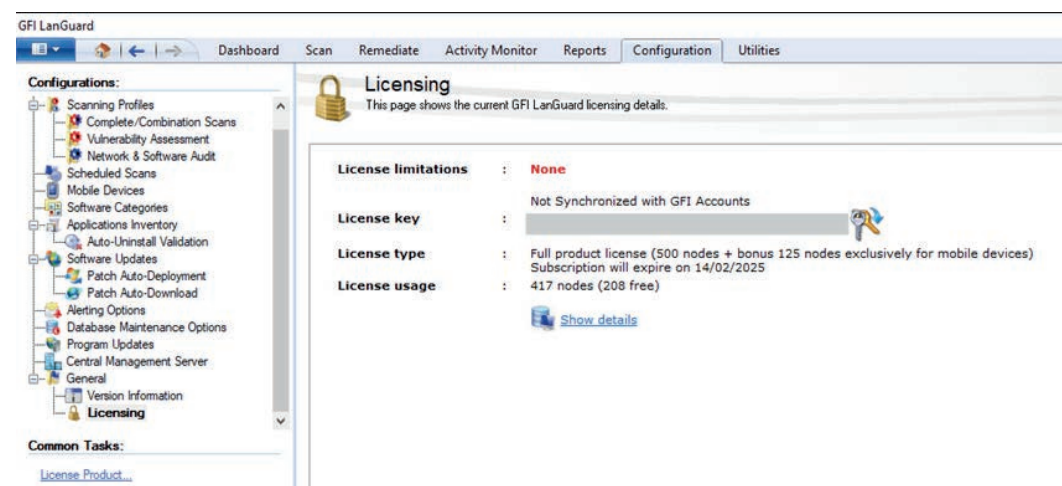 GFI LanGuard
Dashboard Scan Remediate Activity Monitor Reports Configuration Utilities
Configurations:
Scanning Profiles
Complete/Combination Scans
Vulnerability Assessment
Network & Software Audit
Scheduled Scans
Mobile Devices
Software Categories
Applications Inventory
Auto-Uninstall Validation
Software Updates
Patch Auto-Deployment
Patch Auto-Download
Alerting Options
Database Maintenance Options
Program Updates
Central Management Server
General
Version Information
Licensing
Common Tasks:
License Product...
Licensing
This page shows the current GFI LanGuard licensing details.
License limitations : None
Not Synchronized with GFI Accounts
License key :
License type : Full product license (500 nodes + bonus 125 nodes exclusively for mobile devices)
Subscription will expire on 14/02/2025
License usage : 417 nodes (208 free)
Show details